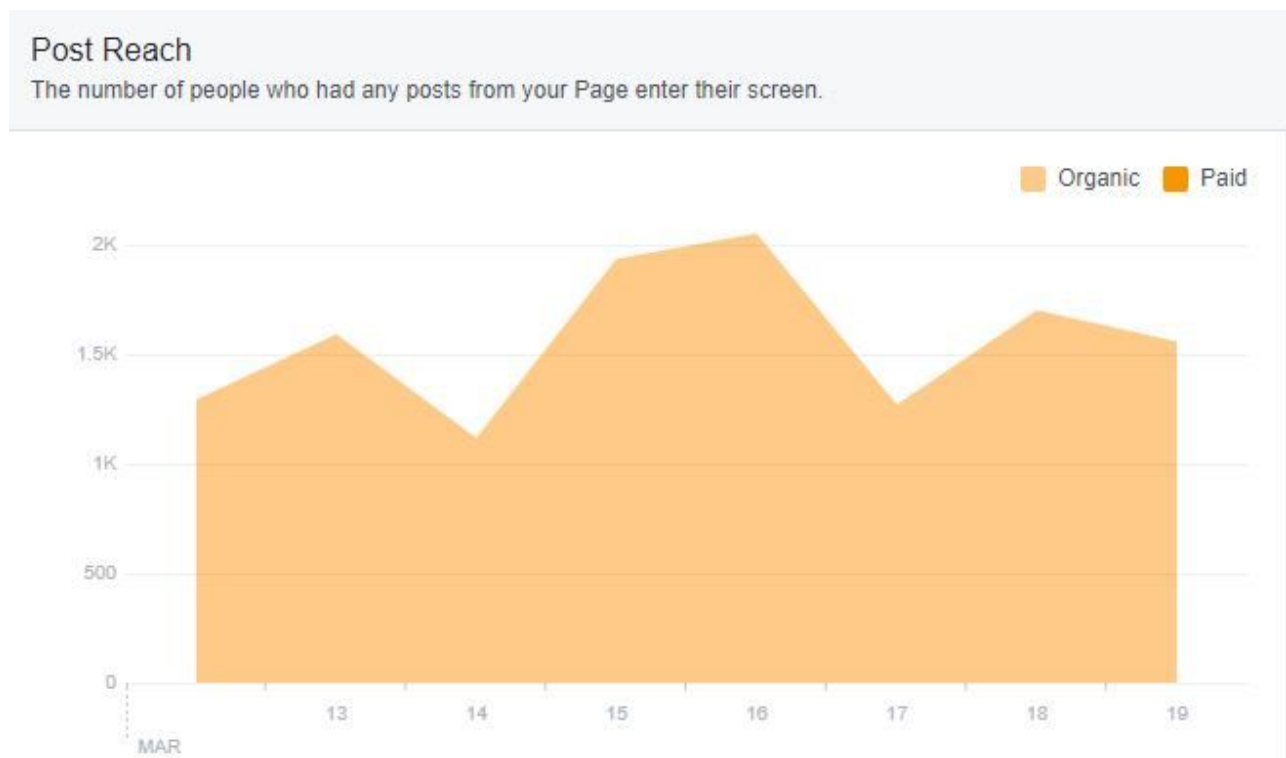 Post Reach
The number of people who had any posts from your Page enter their screen.
Organic Paid
2K
1.5K
1K
500
0
13 14 15 16 17 18 19
MAR